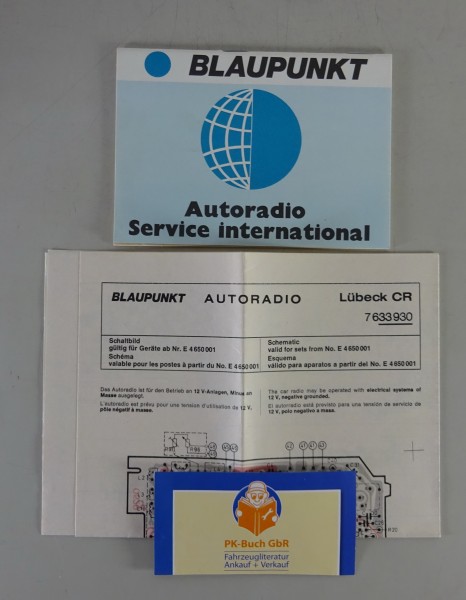 BLAUPUNKT
Autoradio
Service international
BLAUPUNKT AUTORADIO Lübeck CR
7 633 930
Schaltbild
gültig für Geräte ab Nr. E 4 650 001
Schéma
valable pour les postes à partir du No. E 4 650 001
Schematic
valid for sets from No. E 4 650 001
Esquema
válido para aparatos a partir del No. E 4 650 001
Das Autoradio ist für den Betrieb an 12 V-Anlagen, Minus an
Masse ausgelegt.
L'autoradio est prévu pour une tension d'utilisation de 12 V,
pôle négatif à masse.
The car radio may be operated with electrical systems of
12 V, negative grounded.
El autorradio está previsto para una tensión de servicio de
12 V, polo negativo a masa.
R90 R95
PK-Buch GbR
Fahrzeugliteratur
Ankauf + Verkauf